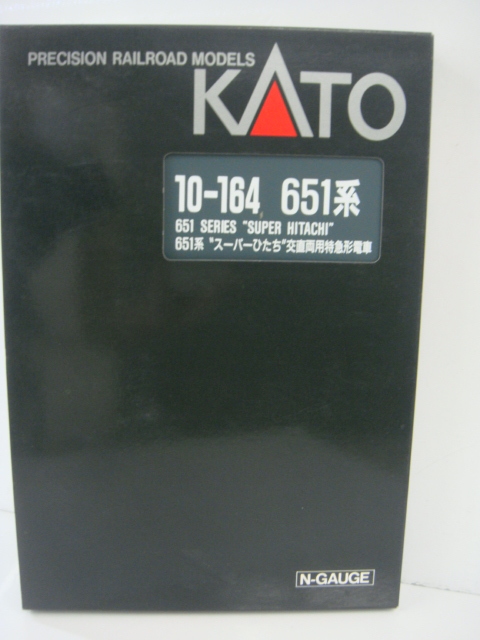 PRECISION RAILROAD MODELS
KATO
10-164 651系
651 SERIES "SUPER HITACHI"
651系 "スーパーひたち"交直両用特急形電車
N-GAUGE